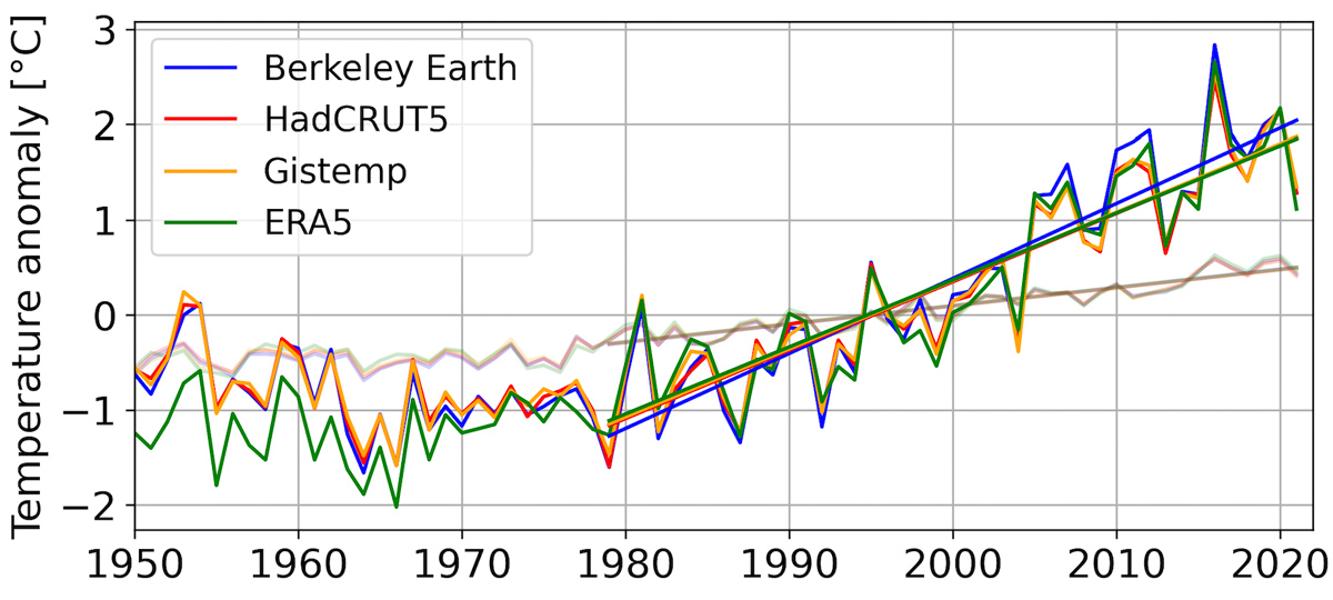 Temperature anomaly [°C]
3
2
1
0
−1
−2
Berkeley Earth
HadCRUT5
Gistemp
ERA5
1950 1960 1970 1980 1990 2000 2010 2020